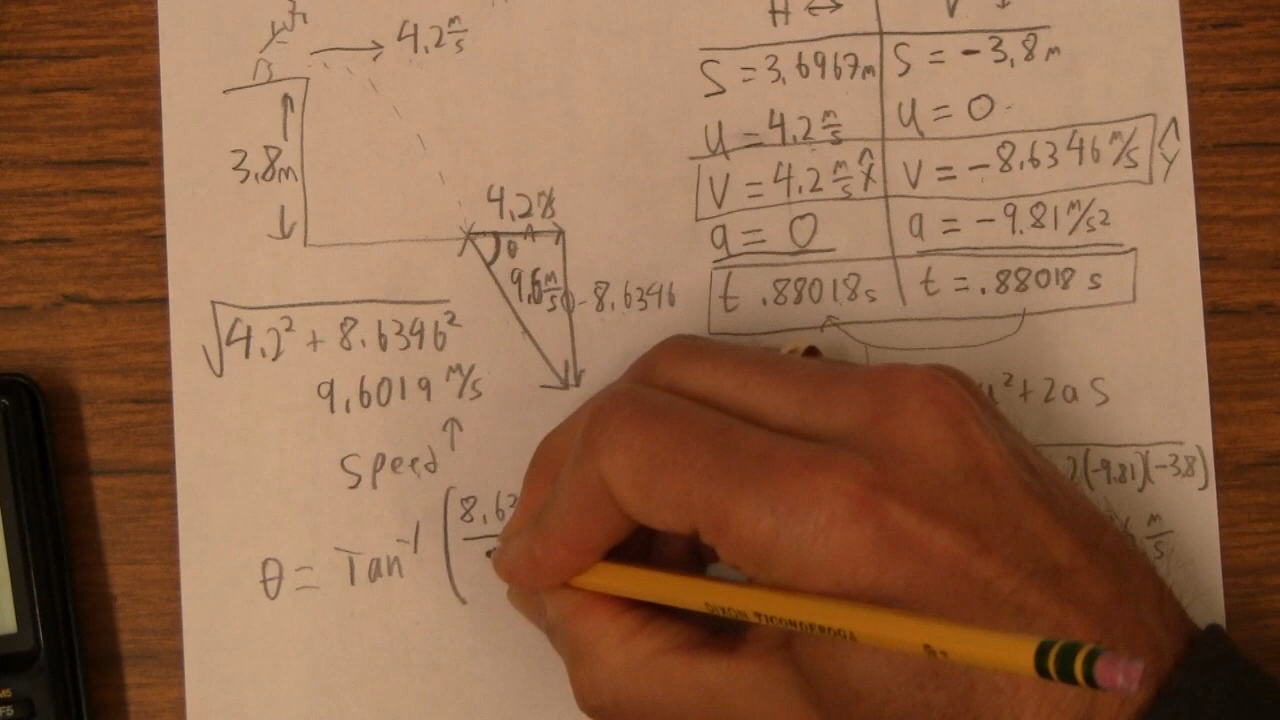 4.2 m/s
3.8m
4.2 m/s
θ
9.6 m/s
-8.6346
√4.2² + 8.6346²
9.6019 m/s
Speed ↑
θ = Tan⁻¹ (8.63
H ↔ V ↕
S = 3.6967m S = -3.8m
u = 4.2 m/s u = 0
V = 4.2 m/s x̂ V = -8.6346 m/s ŷ
a = 0 a = -9.81 m/s²
t .88018s t = .88018 s
u² + 2aS
(-9.81)(-3.8)
m/s
DIXON TICONDEROGA